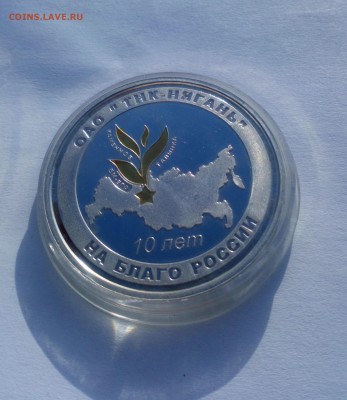 COINS.LAVE.RU
ОАО "ТНК-НЯГАНЬ"
10 лет
НА БЛАГО РОССИИ